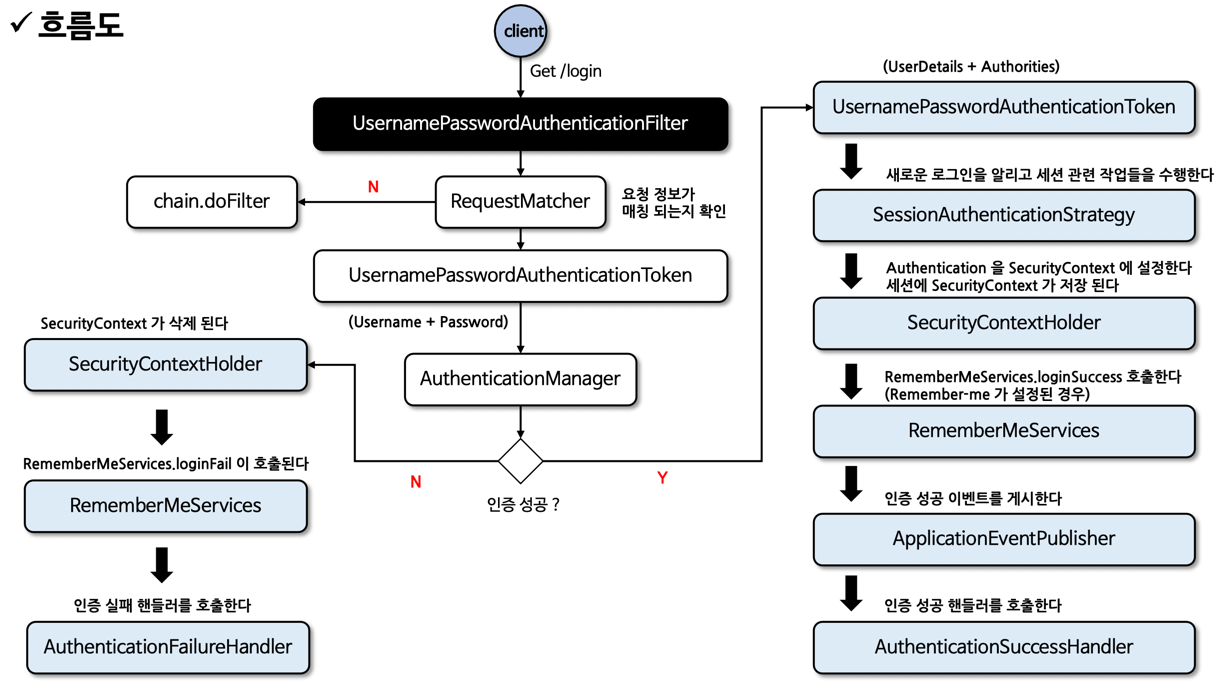 ✓ 흐름도
client
Get /login
UsernamePasswordAuthenticationFilter
chain.doFilter
N
RequestMatcher
요청 정보가
매칭 되는지 확인
UsernamePasswordAuthenticationToken
(Username + Password)
AuthenticationManager
인증 성공 ?
N
Y
SecurityContext 가 삭제 된다
SecurityContextHolder
RememberMeServices.loginFail 이 호출된다
RememberMeServices
인증 실패 핸들러를 호출한다
AuthenticationFailureHandler
(UserDetails + Authorities)
UsernamePasswordAuthenticationToken
새로운 로그인을 알리고 세션 관련 작업들을 수행한다
SessionAuthenticationStrategy
Authentication 을 SecurityContext 에 설정한다
세션에 SecurityContext 가 저장 된다
SecurityContextHolder
RememberMeServices.loginSuccess 호출한다
(Remember-me 가 설정된 경우)
RememberMeServices
인증 성공 이벤트를 게시한다
ApplicationEventPublisher
인증 성공 핸들러를 호출한다
AuthenticationSuccessHandler